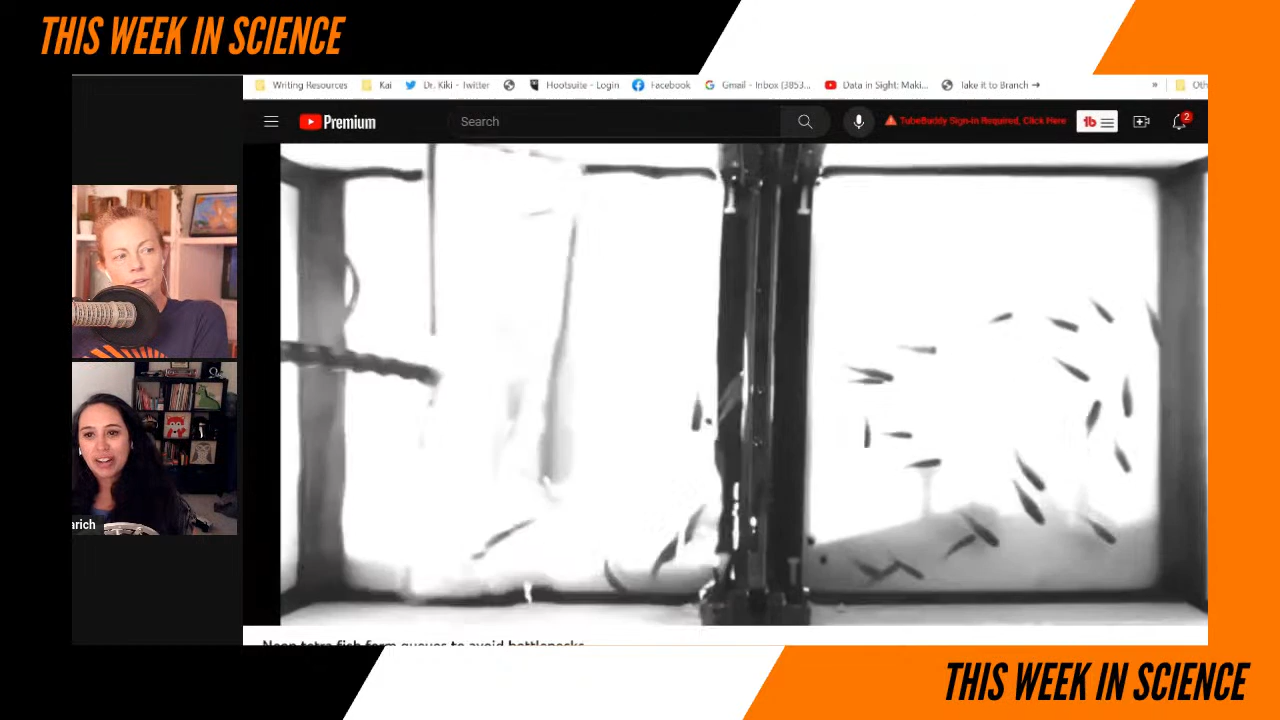 THIS WEEK IN SCIENCE
Writing Resources Kai Dr. Kiki - Twitter Hootsuite - Login Facebook Gmail - Inbox (3853... Data in Sight: Maki... Take it to Branch → » Oth
Premium Search TubeBuddy Sign-In Required, Click Here tb 2
arich
Neon tetra fish form queues to avoid bottlenecks
THIS WEEK IN SCIENCE